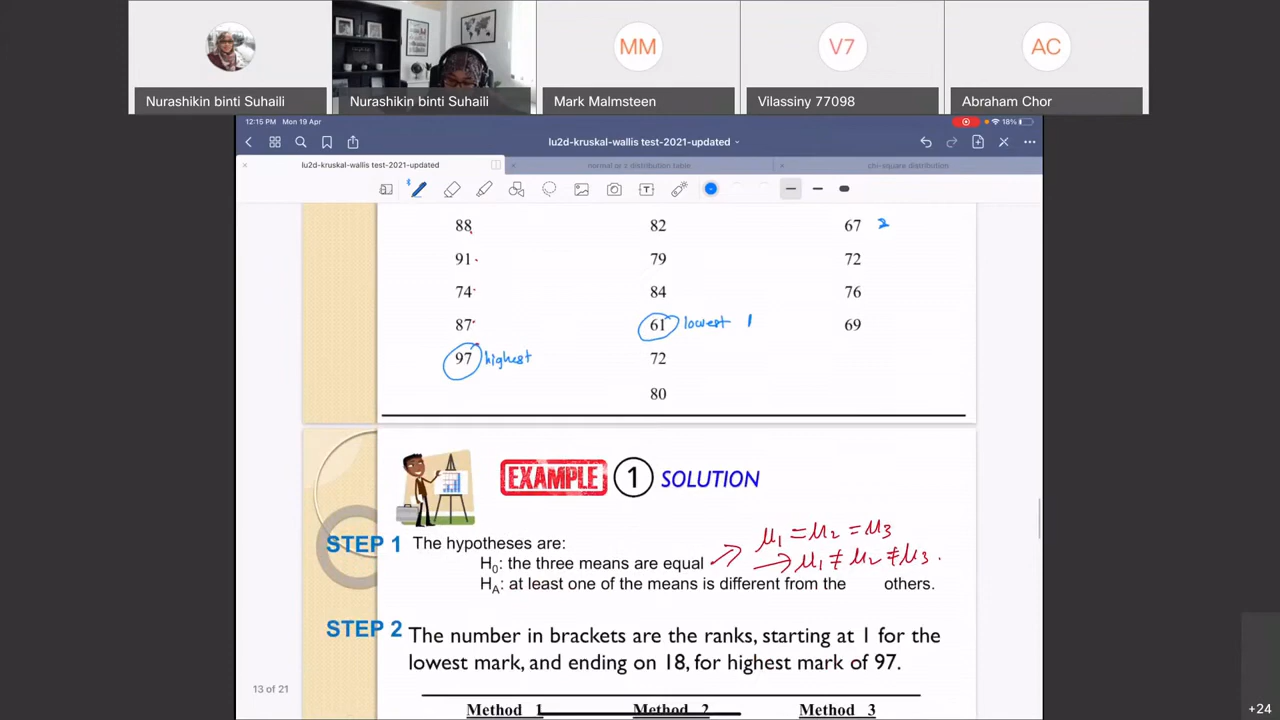 MM
V7
AC
Nurashikin binti Suhaili
Nurashikin binti Suhaili
Mark Malmsteen
Vilassiny 77098
Abraham Chor
12:15 PM Mon 19 Apr
18%
lu2d-kruskal-wallis test-2021-updated
lu2d-kruskal-wallis test-2021-updated
normal or z distribution table
chi-square distribution
88 82 67 2
91 79 72
74 84 76
87 61 lowest 1 69
97 highest 72
80
EXAMPLE 1 SOLUTION
STEP 1 The hypotheses are:
μ1 = μ2 = μ3
H0: the three means are equal → μ1 ≠ μ2 ≠ μ3.
HA: at least one of the means is different from the others.
STEP 2 The number in brackets are the ranks, starting at 1 for the
lowest mark, and ending on 18, for highest mark of 97.
13 of 21
Method 1 Method 2 Method 3
+24